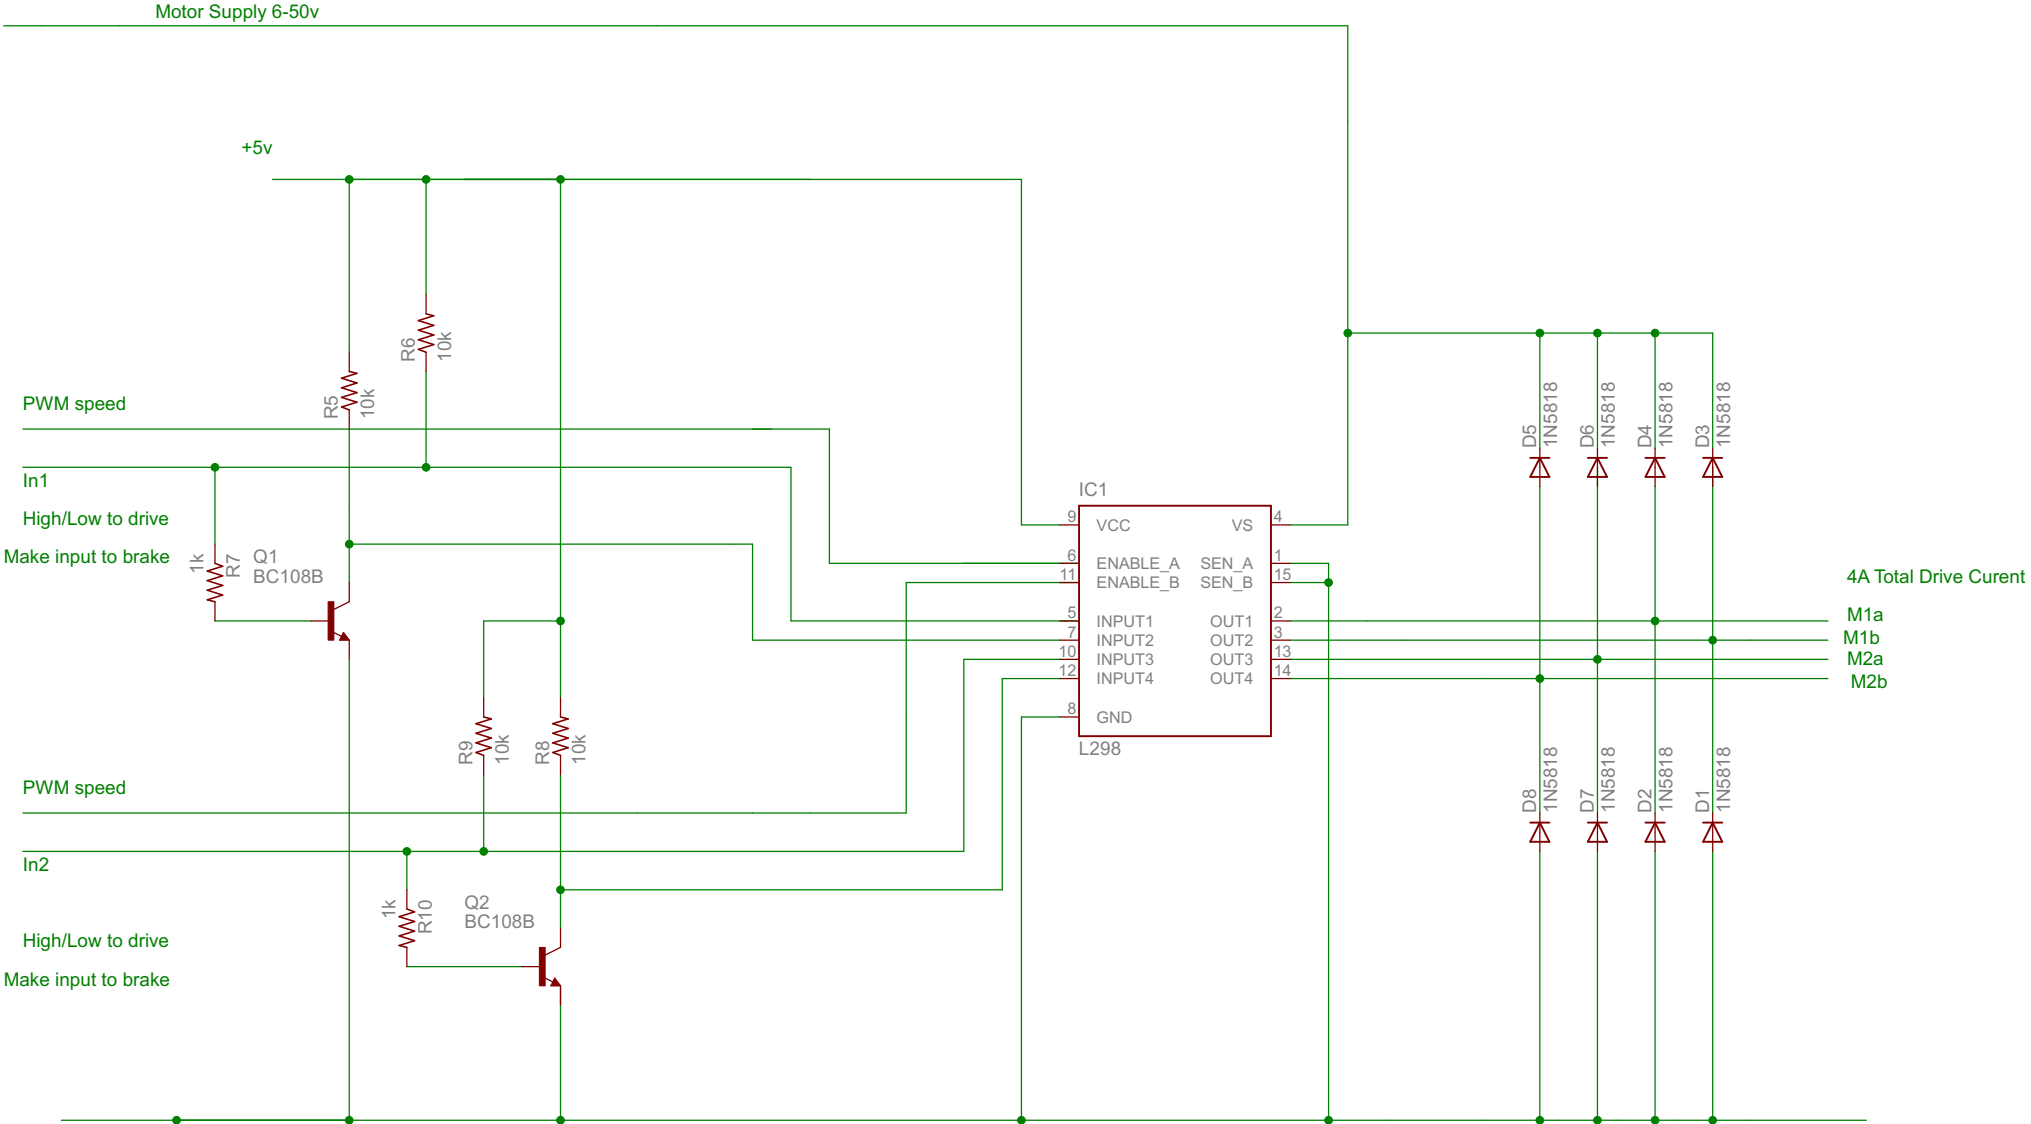 Motor Supply 6-50v
+5v
R6
10k
R5
10k
PWM speed
In1
High/Low to drive
Make input to brake
1k
R7
Q1
BC108B
R9
10k
R8
10k
PWM speed
In2
1k
R10
Q2
BC108B
High/Low to drive
Make input to brake
IC1
9 VCC VS 4
6 ENABLE_A SEN_A 1
11 ENABLE_B SEN_B 15
5 INPUT1 OUT1 2
7 INPUT2 OUT2 3
10 INPUT3 OUT3 13
12 INPUT4 OUT4 14
8 GND
L298
D5
1N5818
D6
1N5818
D4
1N5818
D3
1N5818
4A Total Drive Curent
M1a
M1b
M2a
M2b
D8
1N5818
D7
1N5818
D2
1N5818
D1
1N5818